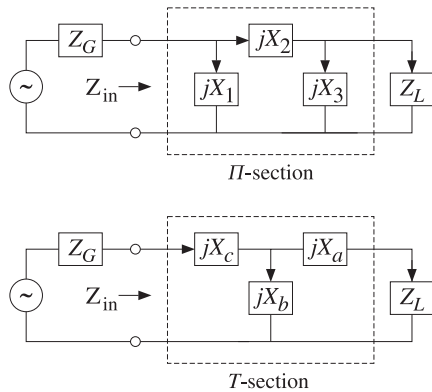 Z_G jX_2
~ Z_in jX_1 jX_3 Z_L
Π-section
Z_G jX_c jX_a
~ Z_in jX_b Z_L
T-section